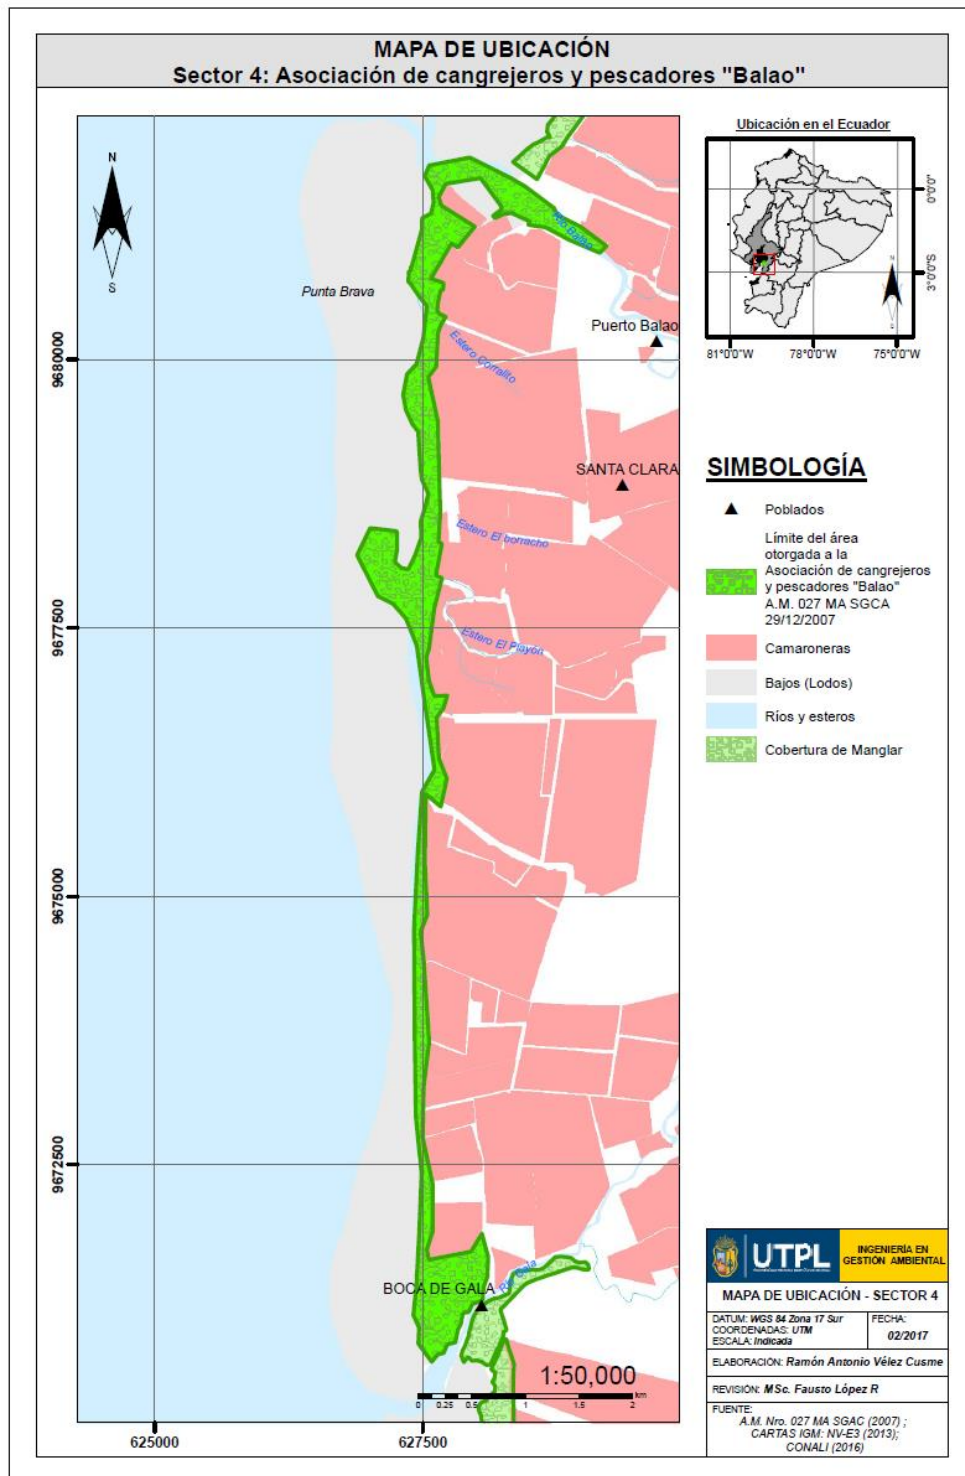 MAPA DE UBICACIÓN
Sector 4: Asociación de cangrejeros y pescadores "Balao"
N
S
Punta Brava
Río Balao
Puerto Balao
Estero Corralito
SANTA CLARA
Estero El borracho
Estero El Playón
BOCA DE GALA
Río Gala
1:50,000
km
0 0.25 0.5 1 1.5 2
9680000
9677500
9675000
9672500
625000
627500
Ubicación en el Ecuador
0°0'0"
3°0'0"S
81°0'0"W
78°0'0"W
75°0'0"W
SIMBOLOGÍA
Poblados
Límite del área
otorgada a la
Asociación de cangrejeros
y pescadores "Balao"
A.M. 027 MA SGCA
29/12/2007
Camaroneras
Bajos (Lodos)
Ríos y esteros
Cobertura de Manglar
UTPL
INGENIERÍA EN
GESTIÓN AMBIENTAL
MAPA DE UBICACIÓN - SECTOR 4
DATUM: WGS 84 Zona 17 Sur
COORDENADAS: UTM
ESCALA: Indicada
FECHA:
02/2017
ELABORACIÓN: Ramón Antonio Vélez Cusme
REVISIÓN: MSc. Fausto López R
FUENTE:
A.M. Nro. 027 MA SGAC (2007) ;
CARTAS IGM: NV-E3 (2013);
CONALI (2016)